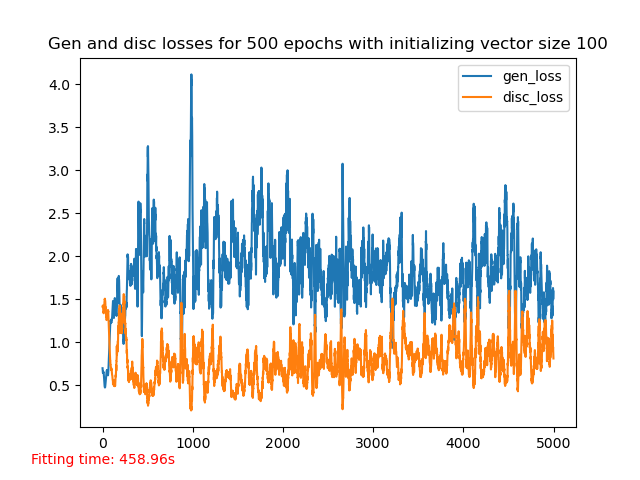 Gen and disc losses for 500 epochs with initializing vector size 100
gen_loss
disc_loss
4.0
3.5
3.0
2.5
2.0
1.5
1.0
0.5
0 1000 2000 3000 4000 5000
Fitting time: 458.96s